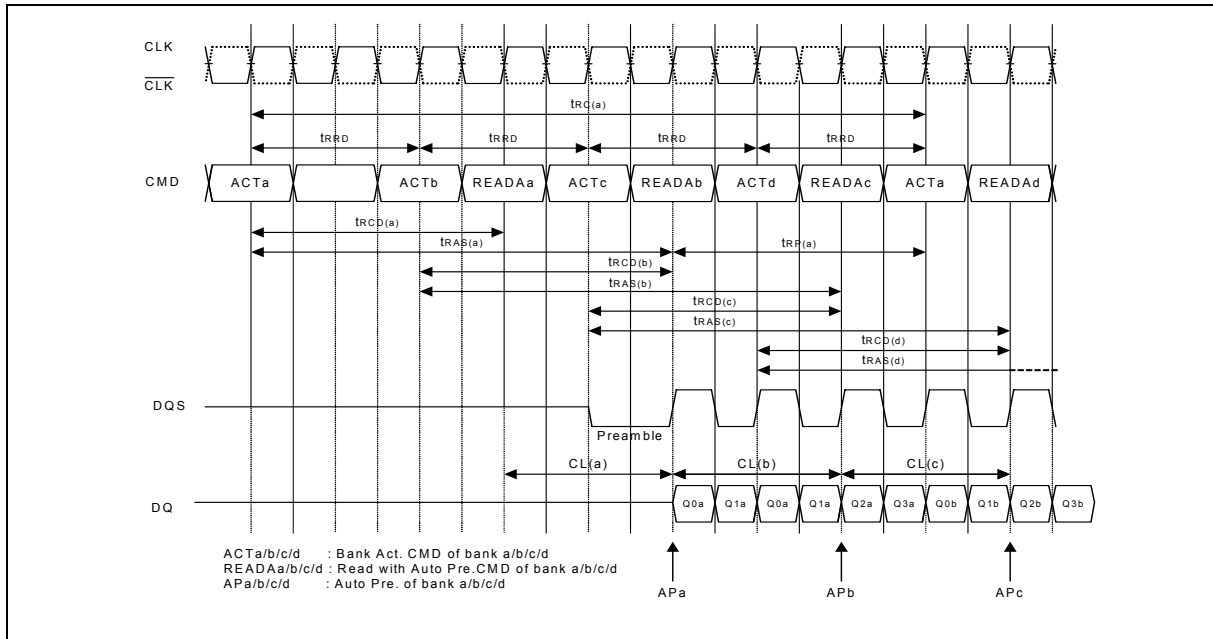 CLK
CLK
tRC(a)
tRRD tRRD tRRD tRRD
CMD ACTa ACTb READAa ACTc READAb ACTd READAc ACTa READAd
tRCD(a)
tRAS(a) tRP(a)
tRCD(b)
tRAS(b)
tRCD(c)
tRAS(c)
tRCD(d)
tRAS(d)
DQS
Preamble
CL(a) CL(b) CL(c)
DQ Q0a Q1a Q0a Q1a Q2a Q3a Q0b Q1b Q2b Q3b
ACTa/b/c/d : Bank Act. CMD of bank a/b/c/d
READAa/b/c/d : Read with Auto Pre.CMD of bank a/b/c/d
APa/b/c/d : Auto Pre. of bank a/b/c/d
APa APb APc